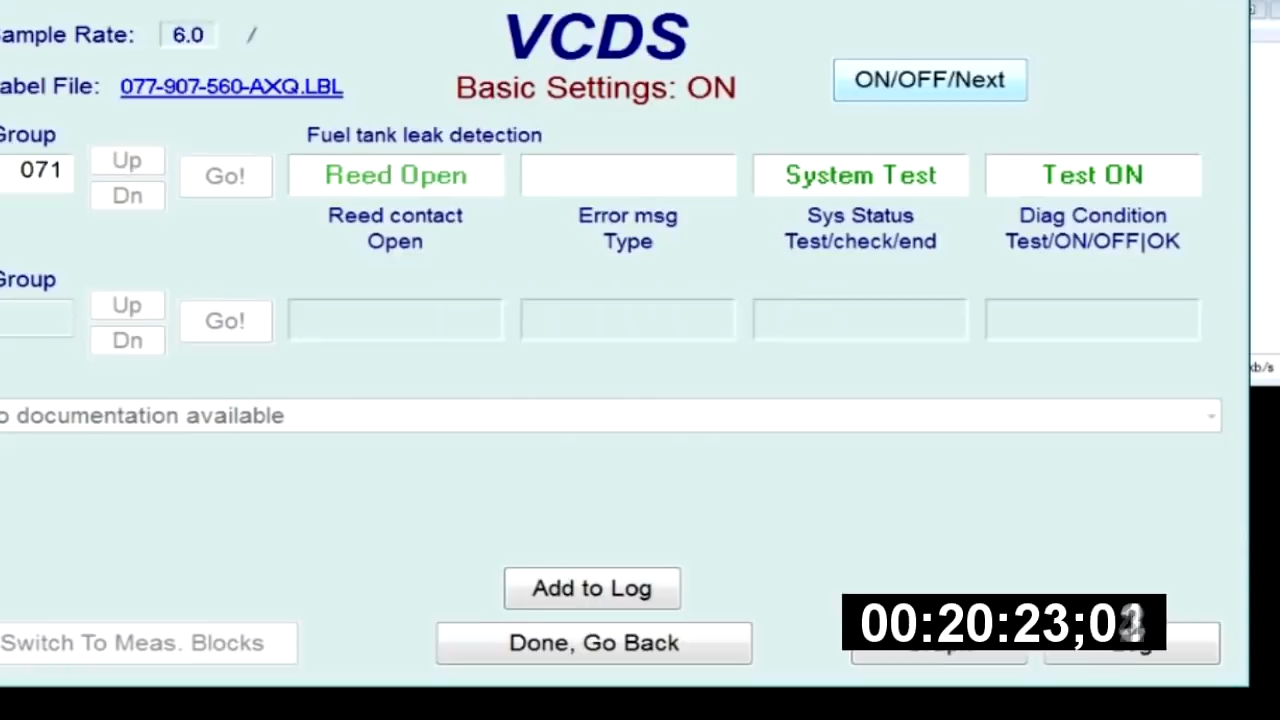 ample Rate: 6.0 /
VCDS
abel File: 077-907-560-AXQ.LBL
Basic Settings: ON
ON/OFF/Next
Group
Fuel tank leak detection
071
Up
Dn
Go!
Reed Open
System Test
Test ON
Reed contact
Open
Error msg
Type
Sys Status
Test/check/end
Diag Condition
Test/ON/OFF|OK
Group
Up
Dn
Go!
xb/s
o documentation available
Add to Log
Switch To Meas. Blocks
Done, Go Back
00:20:23;0